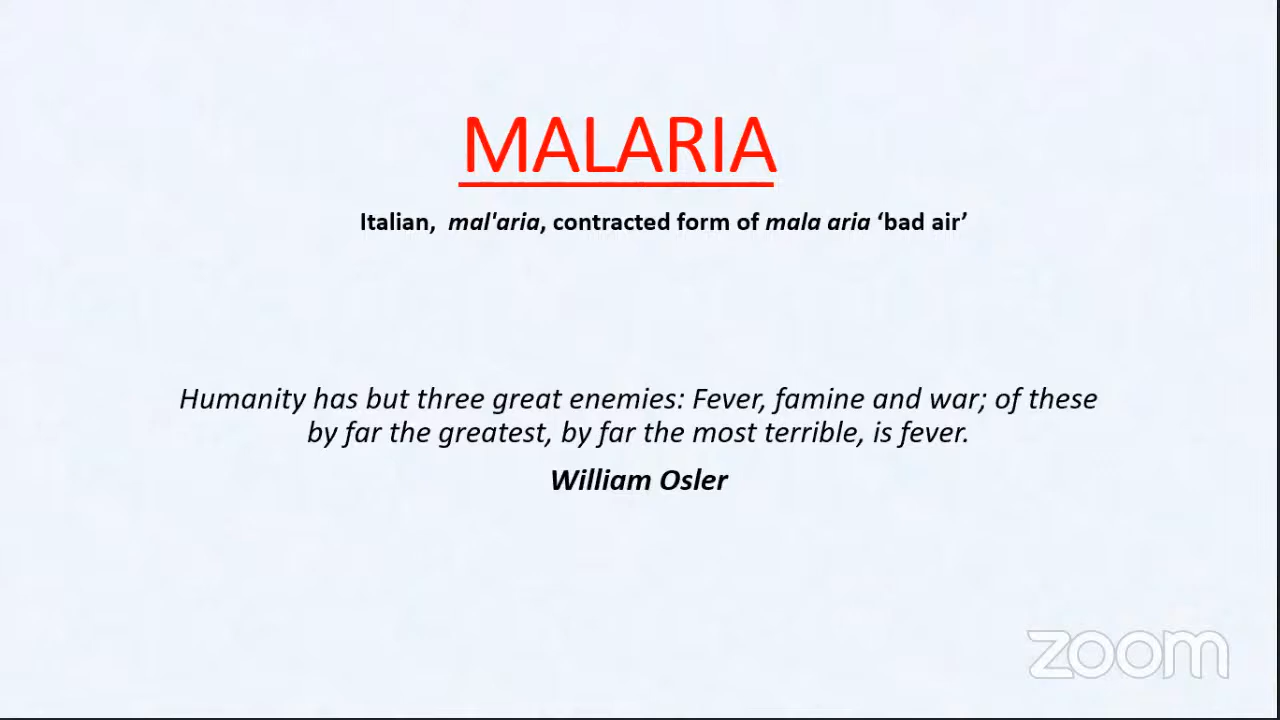 MALARIA
Italian, mal'aria, contracted form of mala aria ‘bad air’
Humanity has but three great enemies: Fever, famine and war; of these
by far the greatest, by far the most terrible, is fever.
William Osler
zoom